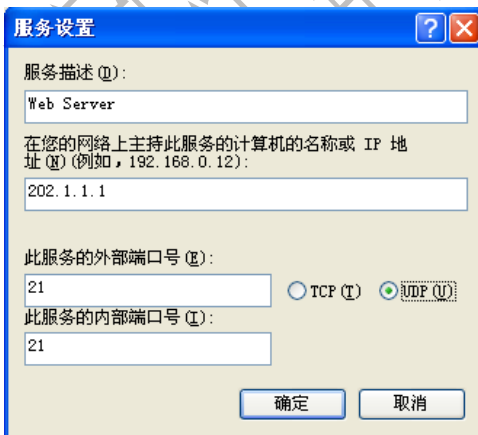 服务设置
服务描述(D):
Web Server
在您的网络上主持此服务的计算机的名称或 IP 地
址(N)(例如，192.168.0.12):
202.1.1.1
此服务的外部端口号(E):
21
TCP(T) UDP(U)
此服务的内部端口号(I):
21
确定 取消